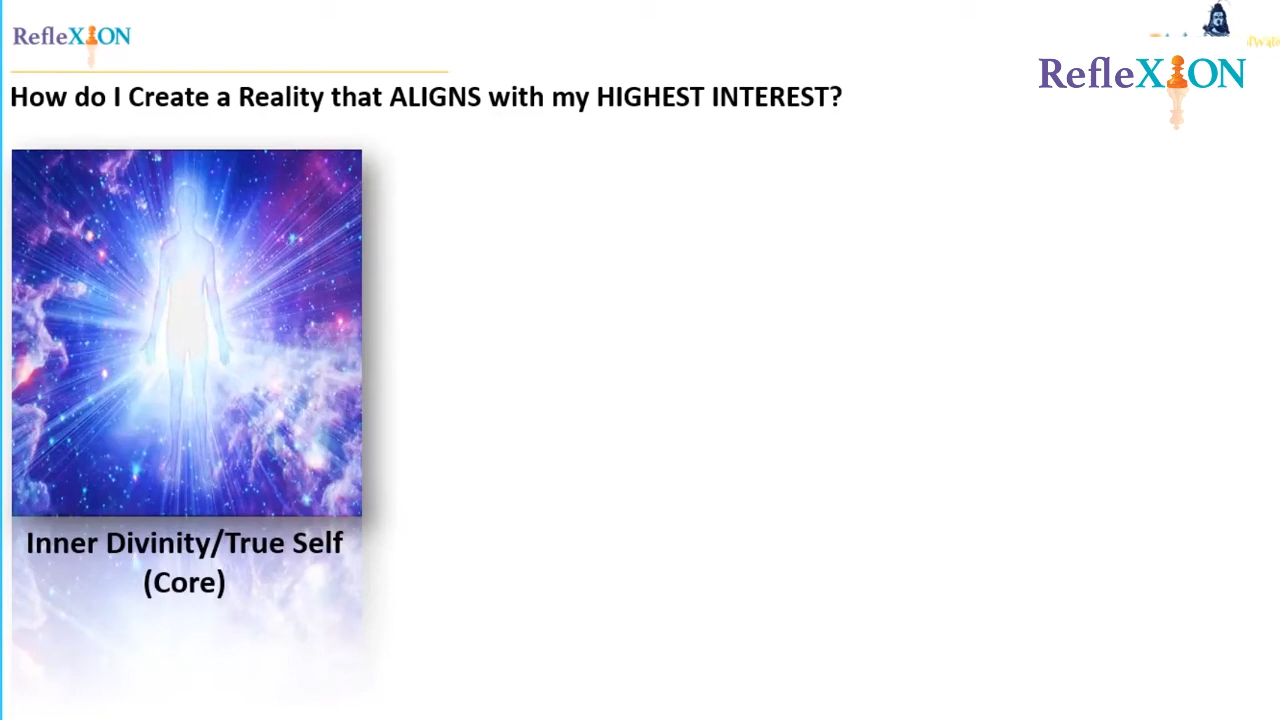 RefleXION
RefleXION
How do I Create a Reality that ALIGNS with my HIGHEST INTEREST?
Inner Divinity/True Self
(Core)